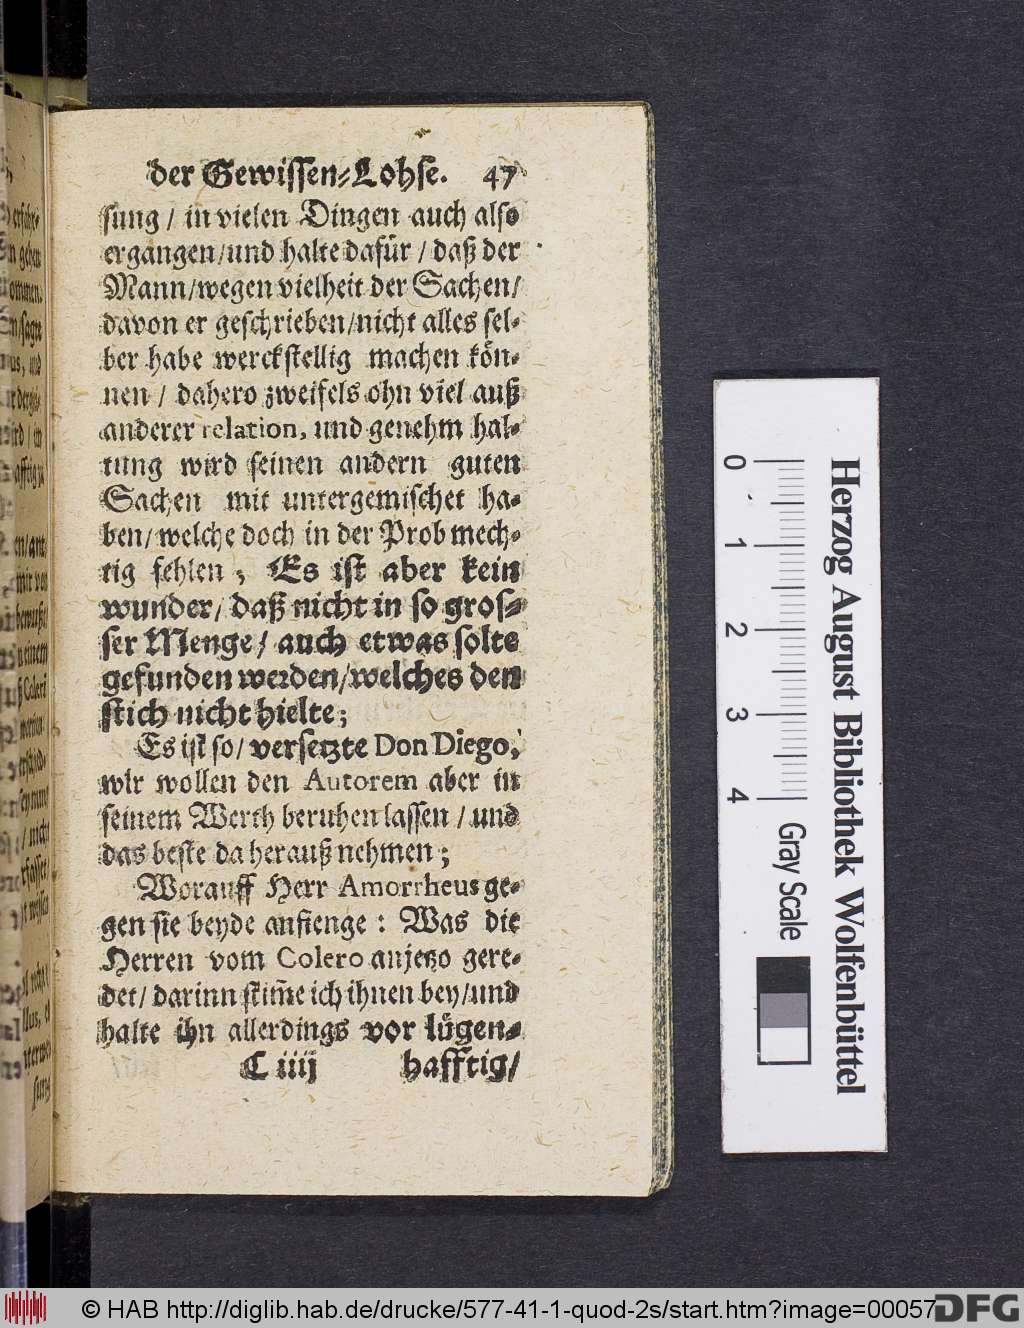 der Gewissen-Lohse. 47
sung / in vielen Dingen auch also
ergangen/und halte dafür / daß der
Mann/wegen vielheit der Sachen/
davon er geschrieben/nicht alles sel-
ber habe werckstellig machen kön-
nen / dahero zweifels ohn viel auß
anderer relation, und genehm hal-
tung wird seinen andern guten
Sachen mit untergemischet ha-
ben/welche doch in der Prob mech-
tig fehlen; Es ist aber kein
wunder/ daß nicht in so gros-
ser Menge/ auch etwas solte
gefunden werden/welches den
stich nicht hielte;
Es ist so/ versetzte Don Diego,
wir wollen den Autorem aber in
seinem Werth beruhen lassen / und
das beste da herauß nehmen;
Worauff Herr Amorrheus ge-
gen sie beyde anfienge: Was die
Herren vom Colero anjetzo gere-
det/ darinn stim̃e ich ihnen bey/und
halte ihn allerdings vor lügen-
C iiij hafftig/
0 1 2 3 4
Gray Scale
Herzog August Bibliothek Wolfenbüttel
© HAB http://diglib.hab.de/drucke/577-41-1-quod-2s/start.htm?image=00057
DFG